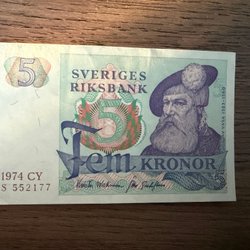 5
SVERIGES
RIKSBANK
5
Fem KRONOR
1974 CY
S 552177